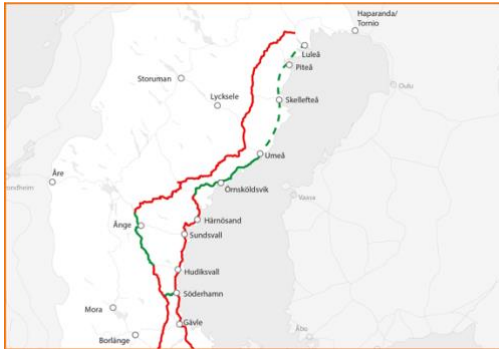 Haparanda/
Tornio
Luleå
Piteå
Storuman
Oulu
Lycksele
Skellefteå
Umeå
Åre
Örnsköldsvik
Vaasa
Ånge
Härnösand
Sundsvall
Hudiksvall
Söderhamn
Mora
Gävle
Borlänge
Åbo